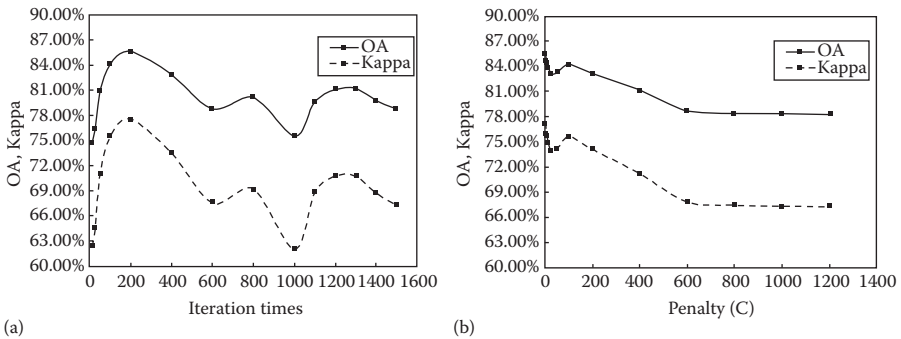 90.00%
87.00%
84.00%
81.00%
78.00%
75.00%
72.00%
69.00%
66.00%
63.00%
60.00%
OA, Kappa
OA
Kappa
0 200 400 600 800 1000 1200 1400 1600
Iteration times
(a)
90.00%
87.00%
84.00%
81.00%
78.00%
75.00%
72.00%
69.00%
66.00%
63.00%
60.00%
OA, Kappa
OA
Kappa
0 200 400 600 800 1000 1200 1400
Penalty (C)
(b)